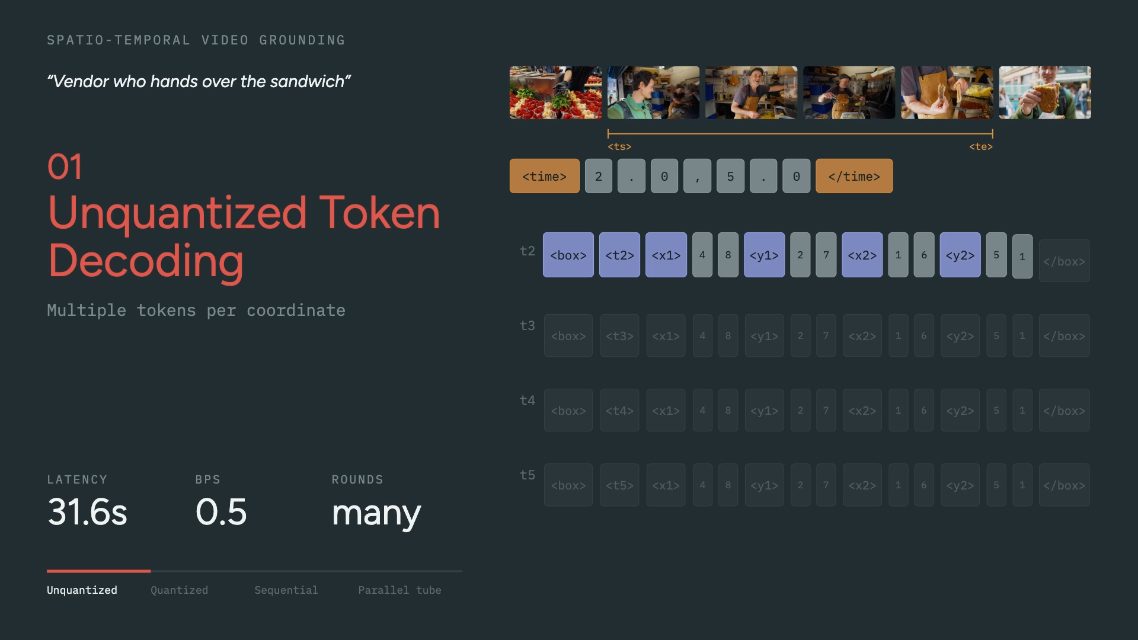 SPATIO-TEMPORAL VIDEO GROUNDING
“Vendor who hands over the sandwich”
01
Unquantized Token
Decoding
Multiple tokens per coordinate
LATENCY BPS ROUNDS
31.6s 0.5 many
Unquantized Quantized Sequential Parallel tube
<ts> <te>
<time> 2 . 0 , 5 . 0 </time>
t2 <box> <t2> <x1> 4 8 <y1> 2 7 <x2> 1 6 <y2> 5 1 </box>
t3 <box> <t3> <x1> 4 8 <y1> 2 7 <x2> 1 6 <y2> 5 1 </box>
t4 <box> <t4> <x1> 4 8 <y1> 2 7 <x2> 1 6 <y2> 5 1 </box>
t5 <box> <t5> <x1> 4 8 <y1> 2 7 <x2> 1 6 <y2> 5 1 </box>